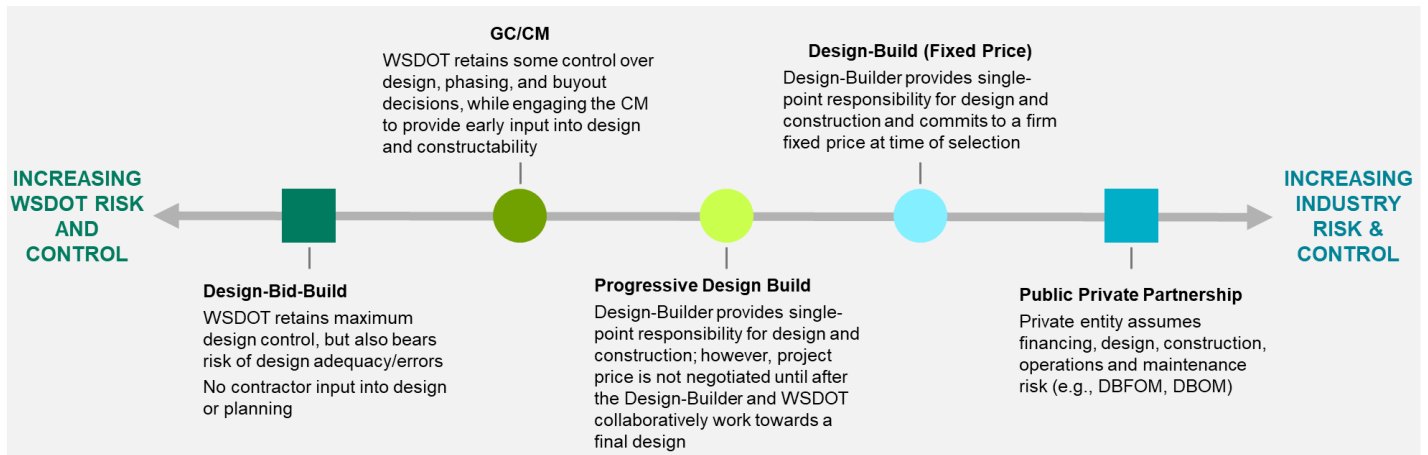 INCREASING
WSDOT RISK
AND
CONTROL
GC/CM
WSDOT retains some control over
design, phasing, and buyout
decisions, while engaging the CM
to provide early input into design
and constructability
Design-Build (Fixed Price)
Design-Builder provides single-
point responsibility for design and
construction and commits to a firm
fixed price at time of selection
INCREASING
INDUSTRY
RISK &
CONTROL
Design-Bid-Build
WSDOT retains maximum
design control, but also bears
risk of design adequacy/errors
No contractor input into design
or planning
Progressive Design Build
Design-Builder provides single-
point responsibility for design and
construction; however, project
price is not negotiated until after
the Design-Builder and WSDOT
collaboratively work towards a
final design
Public Private Partnership
Private entity assumes
financing, design, construction,
operations and maintenance
risk (e.g., DBFOM, DBOM)